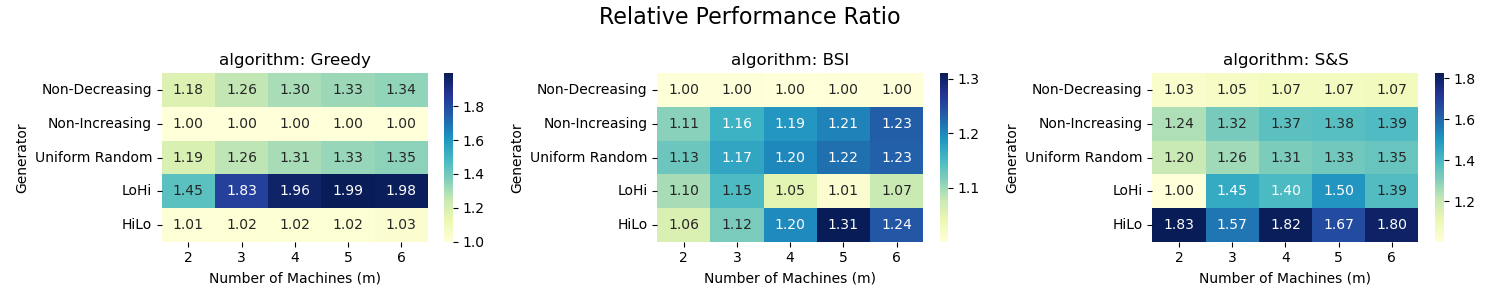 Relative Performance Ratio
algorithm: Greedy
Generator
Non-Decreasing 1.18 1.26 1.30 1.33 1.34
Non-Increasing 1.00 1.00 1.00 1.00 1.00
Uniform Random 1.19 1.26 1.31 1.33 1.35
LoHi 1.45 1.83 1.96 1.99 1.98
HiLo 1.01 1.02 1.02 1.02 1.03
2 3 4 5 6
Number of Machines (m)
1.8
1.6
1.4
1.2
1.0
algorithm: BSI
Generator
Non-Decreasing 1.00 1.00 1.00 1.00 1.00
Non-Increasing 1.11 1.16 1.19 1.21 1.23
Uniform Random 1.13 1.17 1.20 1.22 1.23
LoHi 1.10 1.15 1.05 1.01 1.07
HiLo 1.06 1.12 1.20 1.31 1.24
2 3 4 5 6
Number of Machines (m)
1.3
1.2
1.1
algorithm: S&S
Generator
Non-Decreasing 1.03 1.05 1.07 1.07 1.07
Non-Increasing 1.24 1.32 1.37 1.38 1.39
Uniform Random 1.20 1.26 1.31 1.33 1.35
LoHi 1.00 1.45 1.40 1.50 1.39
HiLo 1.83 1.57 1.82 1.67 1.80
2 3 4 5 6
Number of Machines (m)
1.8
1.6
1.4
1.2